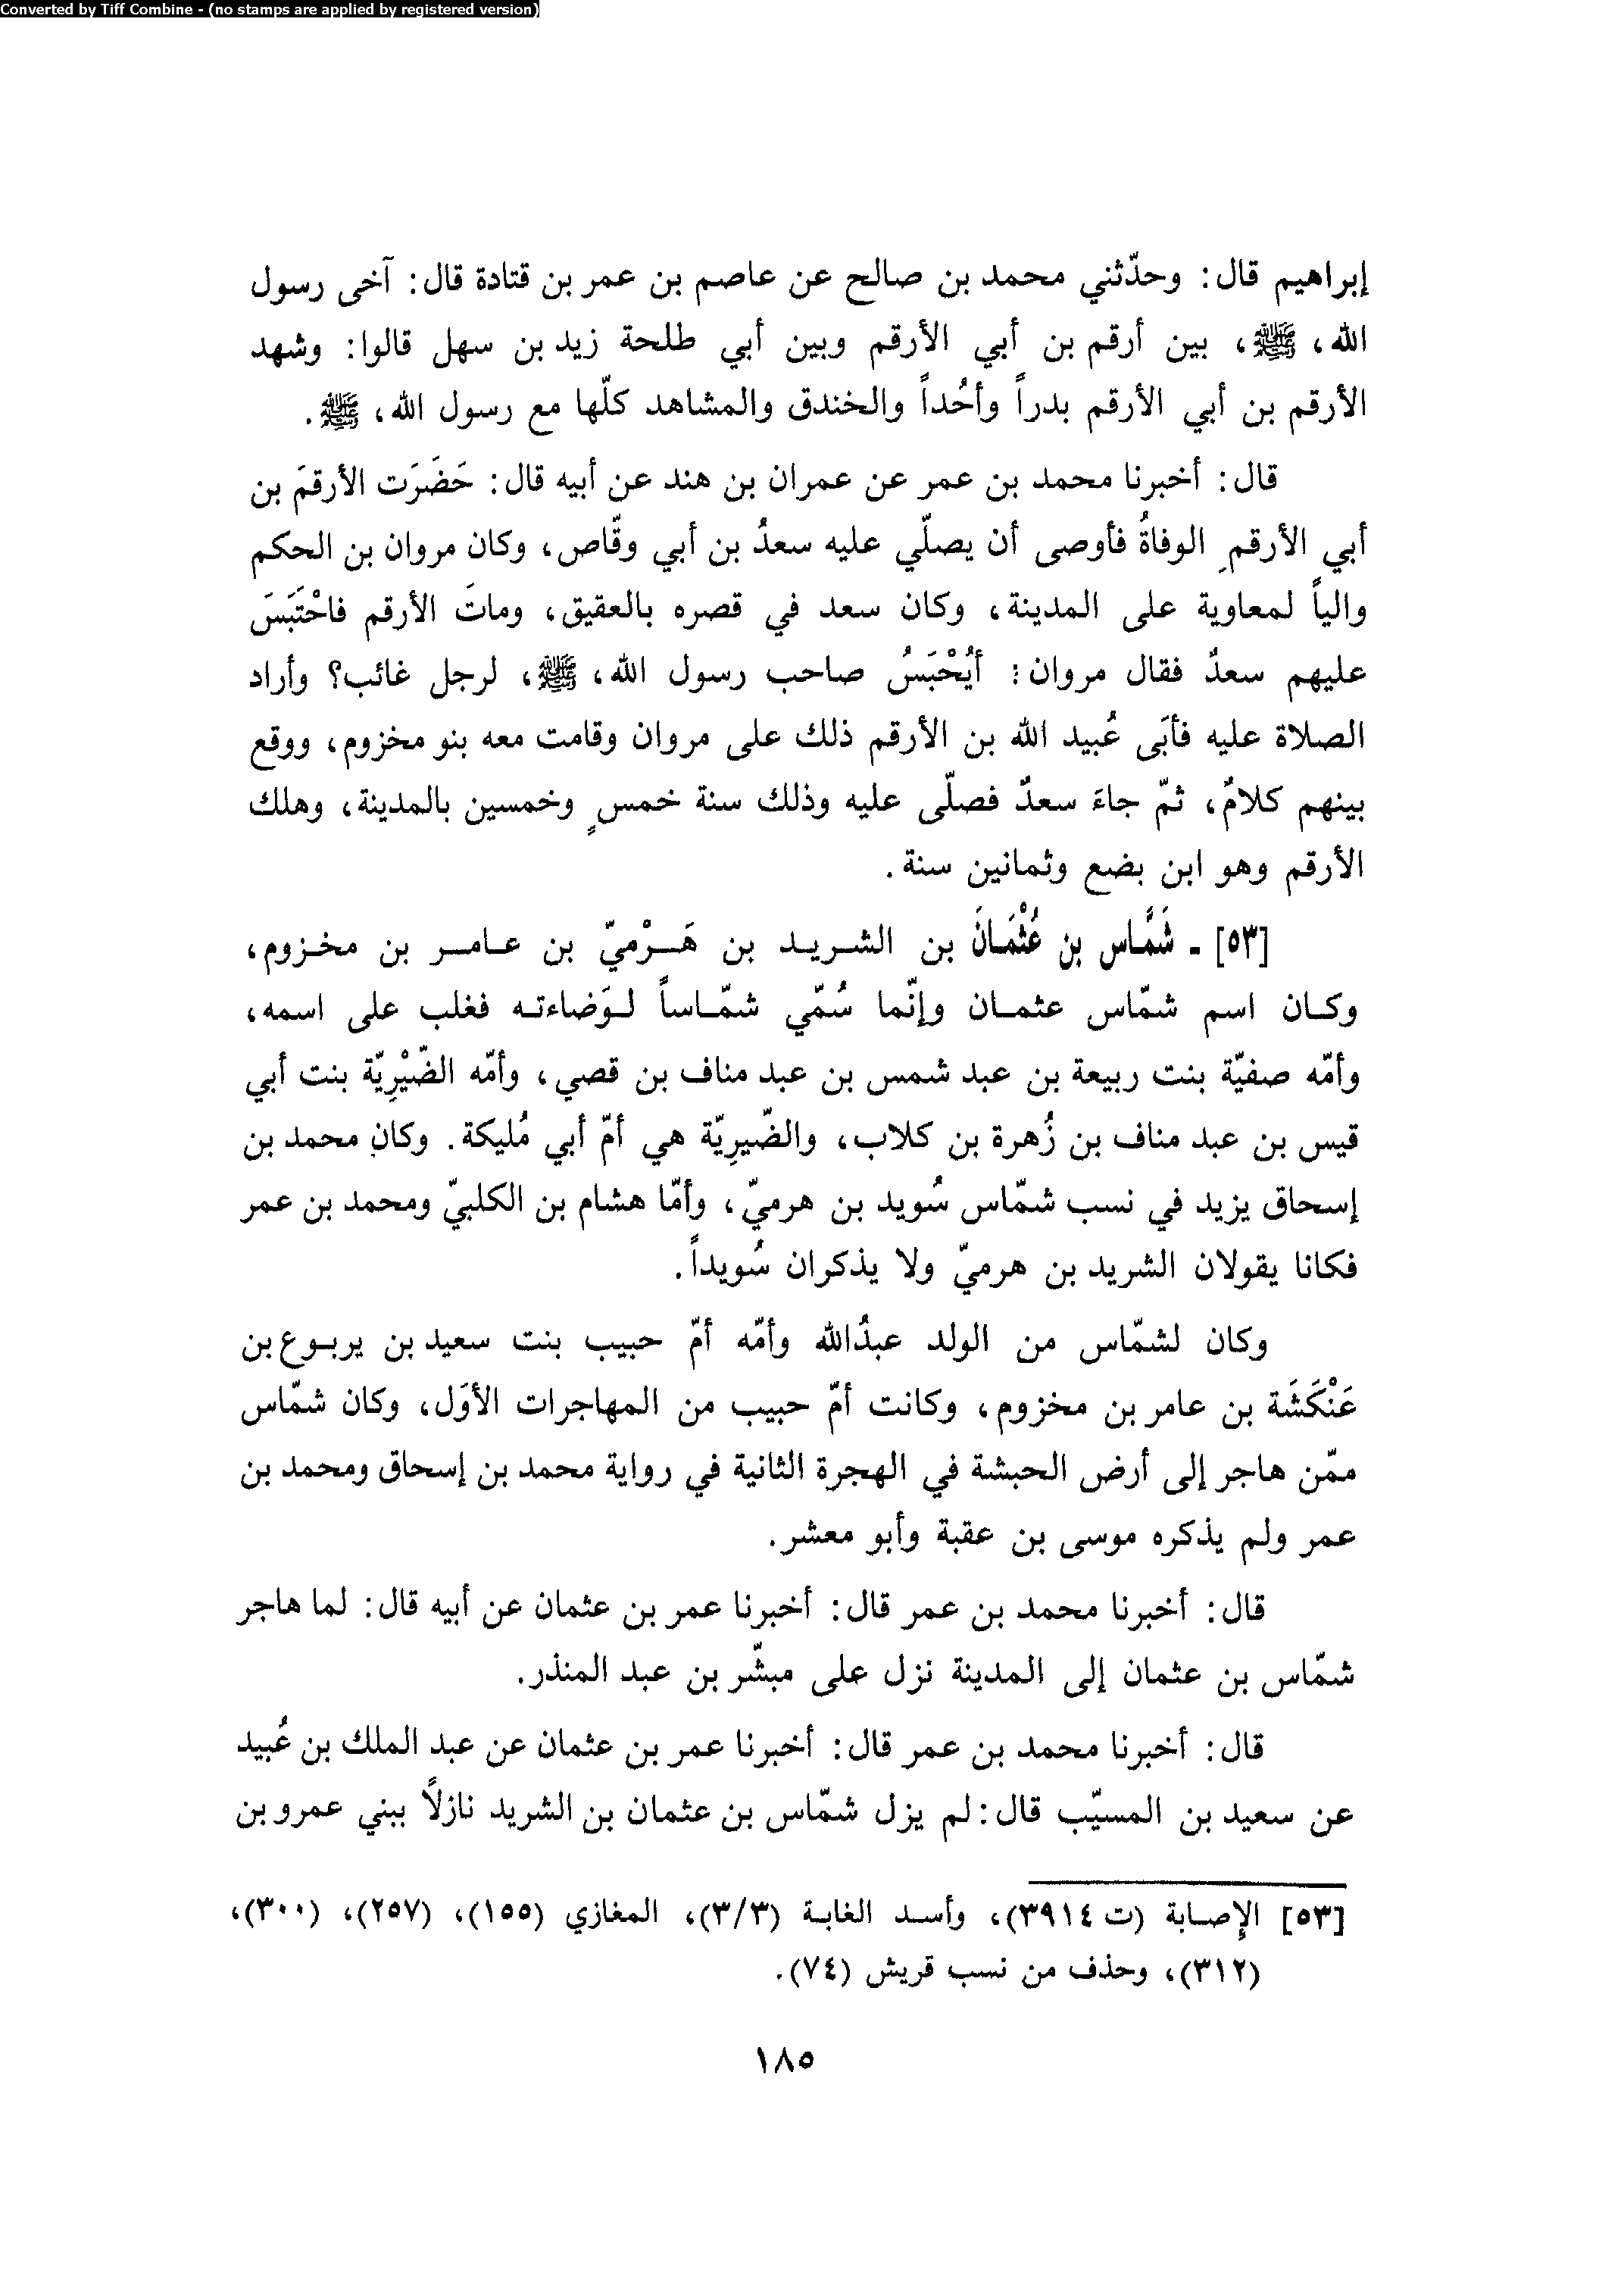 Converted by Tiff Combine - (no stamps are applied by registered version)
إبراهيم قال: وحدّثني محمد بن صالح عن عاصم بن عمر بن قتادة قال: آخى رسول
الله، ﷺ، بين أرقم بن أبي الأرقم وبين أبي طلحة زيد بن سهل قالوا: وشهد
الأرقم بن أبي الأرقم بدراً وأُحُداً والخندق والمشاهد كلّها مع رسول الله، ﷺ.
قال: أخبرنا محمد بن عمر عن عمران بن هند عن أبيه قال: حَضَرَت الأرقمَ بن
أبي الأرقمِ الوفاةُ فأوصى أن يصلّي عليه سعدُ بن أبي وقّاص، وكان مروان بن الحكم
والياً لمعاوية على المدينة، وكان سعد في قصره بالعقيق، وماتَ الأرقم فاحْتَبَسَ
عليهم سعدٌ فقال مروان: أيُحْبَسُ صاحب رسول الله، ﷺ، لرجل غائب؟ وأراد
الصلاة عليه فأبَى عُبيد الله بن الأرقم ذلك على مروان وقامت معه بنو مخزوم، ووقع
بينهم كلامٌ، ثمّ جاءَ سعدٌ فصلّى عليه وذلك سنة خمسٍ وخمسين بالمدينة، وهلك
الأرقم وهو ابن بضع وثمانين سنة.
[٥٣] - شَمَّاس بن عُثْمَانَ بن الشريد بن هَرْميّ بن عامر بن مخزوم،
وكان اسم شمّاس عثمان وإنّما سُمّي شمّاساً لوَضاءته فغلب على اسمه،
وأمّه صفيّة بنت ربيعة بن عبد شمس بن عبد مناف بن قصي، وأمّه الضّيْرِيّة بنت أبي
قيس بن عبد مناف بن زُهرة بن كلاب، والضّيرِيّة هي أمّ أبي مُليكة. وكان محمد بن
إسحاق يزيد في نسب شمّاس سُويد بن هرميّ، وأمّا هشام بن الكلبيّ ومحمد بن عمر
فكانا يقولان الشريد بن هرميّ ولا يذكران سُويداً.
وكان لشمّاس من الولد عبدُالله وأمّه أمّ حبيب بنت سعيد بن يربوع بن
عَنْكَشَة بن عامر بن مخزوم، وكانت أمّ حبيب من المهاجرات الأوَل، وكان شمّاس
ممّن هاجر إلى أرض الحبشة في الهجرة الثانية في رواية محمد بن إسحاق ومحمد بن
عمر ولم يذكره موسى بن عقبة وأبو معشر.
قال: أخبرنا محمد بن عمر قال: أخبرنا عمر بن عثمان عن أبيه قال: لما هاجر
شمّاس بن عثمان إلى المدينة نزل على مبشّر بن عبد المنذر.
قال: أخبرنا محمد بن عمر قال: أخبرنا عمر بن عثمان عن عبد الملك بن عُبيد
عن سعيد بن المسيّب قال: لم يزل شمّاس بن عثمان بن الشريد نازلاً ببني عمرو بن
[٥٣] الإصابة (ت ٣٩١٤)، وأسد الغابة (٣/٣)، المغازي (١٥٥)، (٢٥٧)، (٣٠٠)،
(٣١٢)، وحذف من نسب قريش (٧٤).
١٨٥